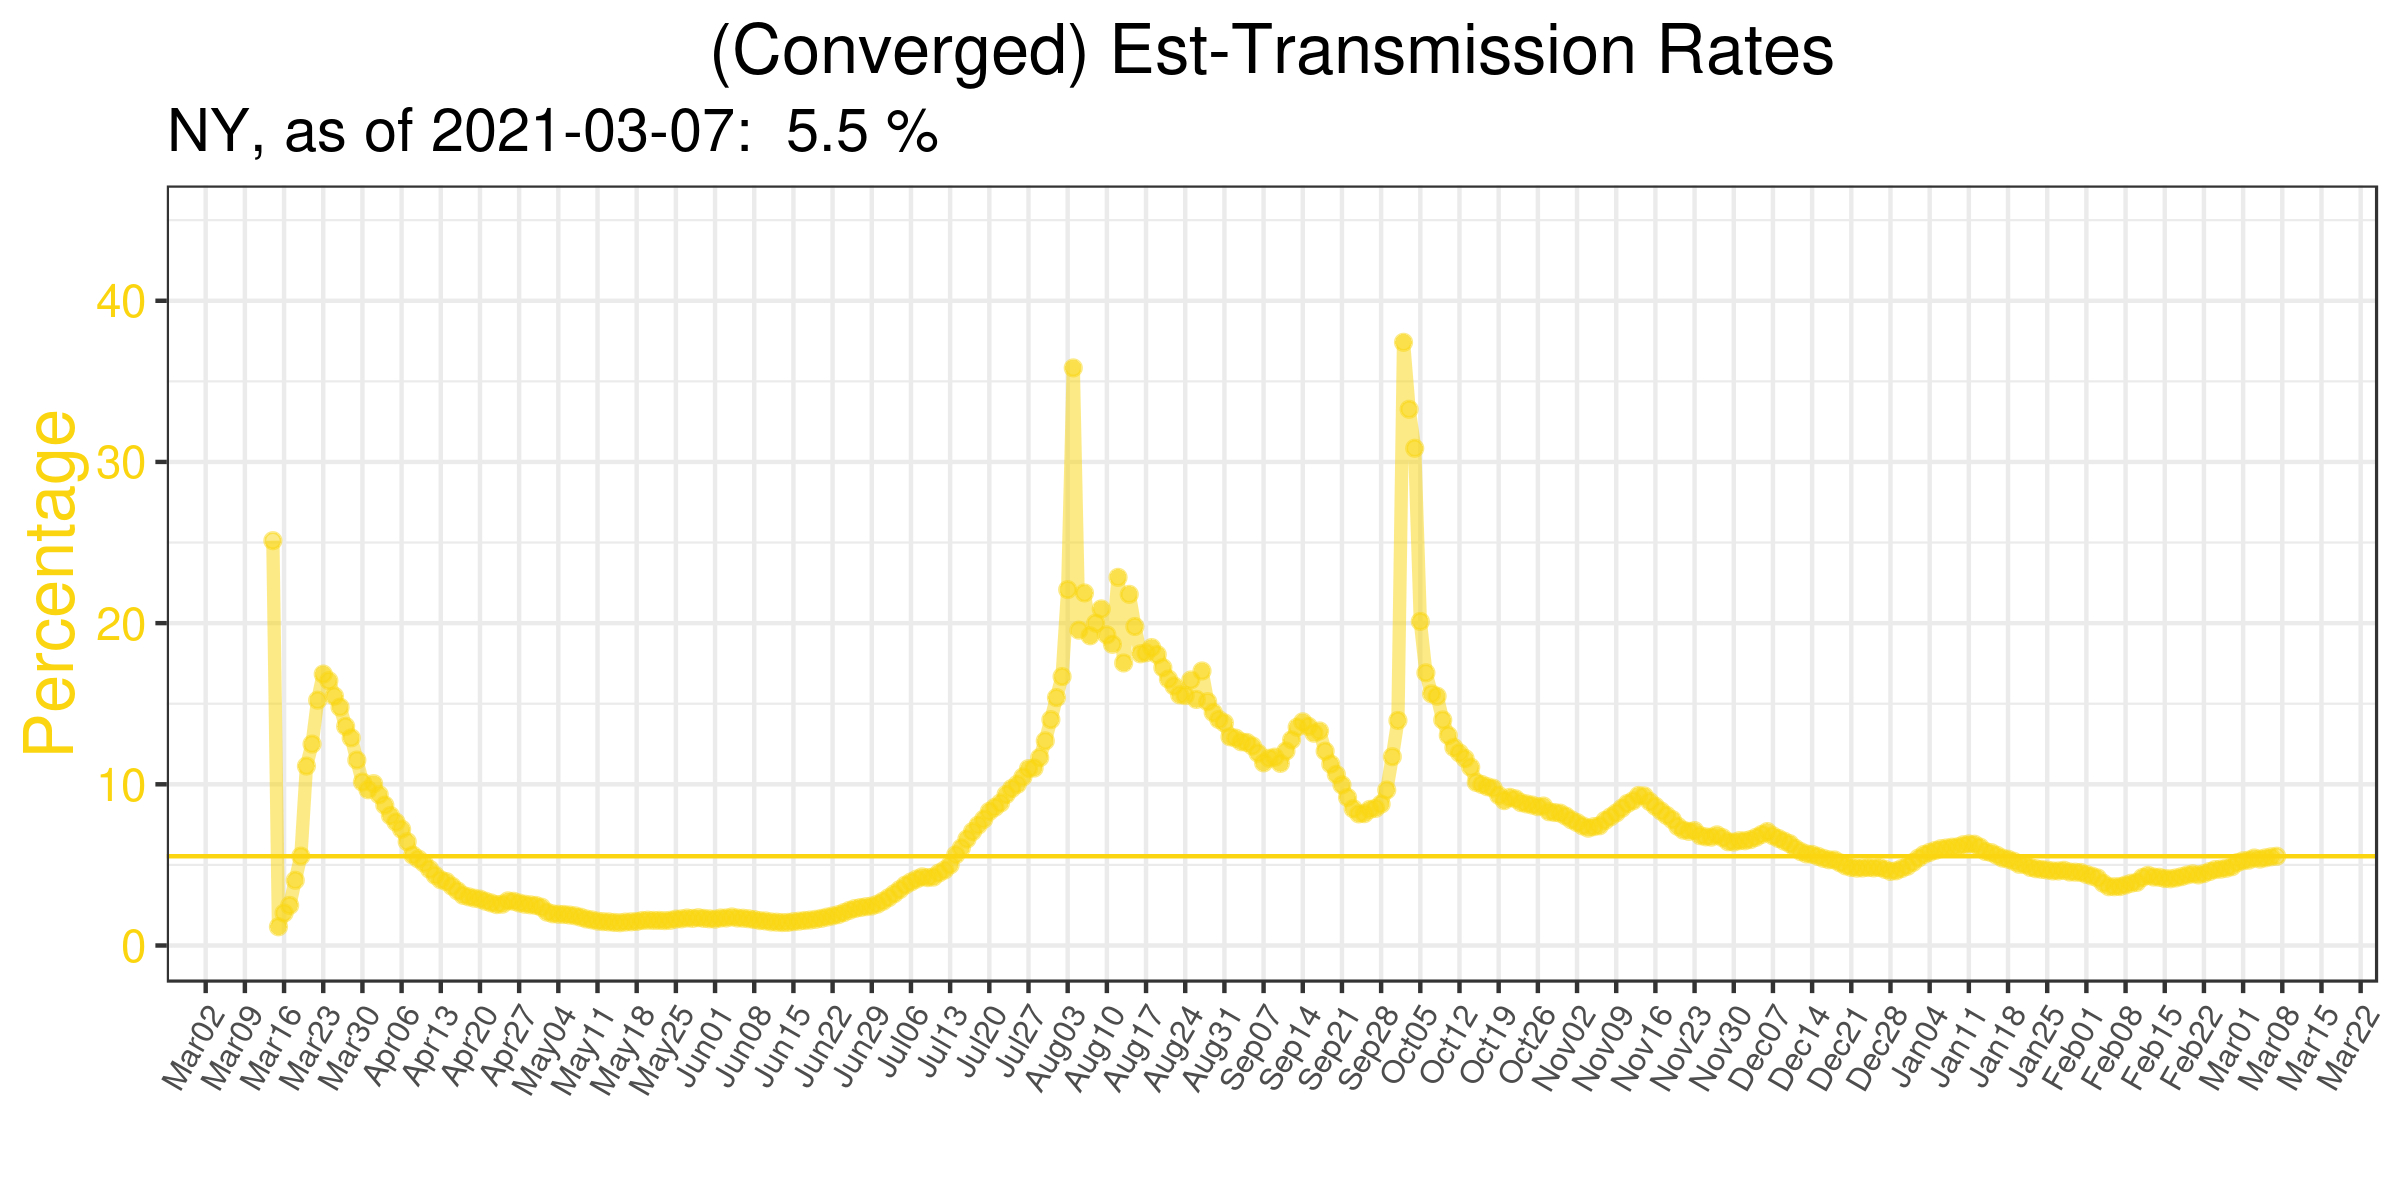 (Converged) Est-Transmission Rates
NY, as of 2021-03-07:  5.5 %
Percentage
40
30
20
10
0
Mar02
Mar09
Mar16
Mar23
Mar30
Apr06
Apr13
Apr20
Apr27
May04
May11
May18
May25
Jun01
Jun08
Jun15
Jun22
Jun29
Jul06
Jul13
Jul20
Jul27
Aug03
Aug10
Aug17
Aug24
Aug31
Sep07
Sep14
Sep21
Sep28
Oct05
Oct12
Oct19
Oct26
Nov02
Nov09
Nov16
Nov23
Nov30
Dec07
Dec14
Dec21
Dec28
Jan04
Jan11
Jan18
Jan25
Feb01
Feb08
Feb15
Feb22
Mar01
Mar08
Mar15
Mar22